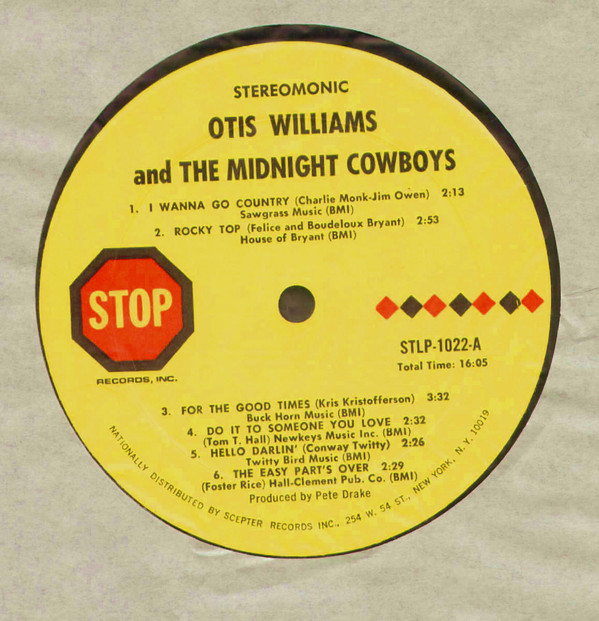 STEREOMONIC
OTIS WILLIAMS
and THE MIDNIGHT COWBOYS
1. I WANNA GO COUNTRY (Charlie Monk-Jim Owen) 2:13
Sawgrass Music (BMI)
2. ROCKY TOP (Felice and Boudeloux Bryant) 2:53
House of Bryant (BMI)
STOP
RECORDS, INC.
STLP-1022-A
Total Time: 16:05
3. FOR THE GOOD TIMES (Kris Kristofferson) 3:32
Buck Horn Music (BMI)
4. DO IT TO SOMEONE YOU LOVE 2:32
(Tom T. Hall) Newkeys Music Inc. (BMI)
5. HELLO DARLIN' (Conway Twitty) 2:26
Twitty Bird Music (BMI)
6. THE EASY PART'S OVER 2:29
(Foster Rice) Hall-Clement Pub. Co. (BMI)
Produced by Pete Drake
NATIONALLY DISTRIBUTED BY SCEPTER RECORDS INC., 254 W. 54 ST., NEW YORK, N.Y. 10019